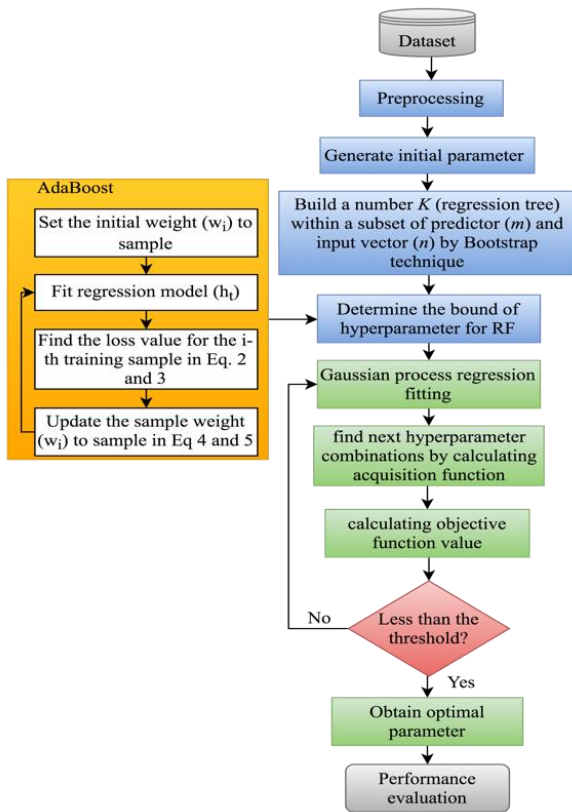 Dataset
Preprocessing
Generate initial parameter
Build a number K (regression tree)
within a subset of predictor (m) and
input vector (n) by Bootstrap
technique
AdaBoost
Set the initial weight (wi) to
sample
Fit regression model (ht)
Find the loss value for the i-
th training sample in Eq. 2
and 3
Update the sample weight
(wi) to sample in Eq 4 and 5
Determine the bound of
hyperparameter for RF
Gaussian process regression
fitting
find next hyperparameter
combinations by calculating
acquisition function
calculating objective
function value
Less than the
threshold?
No
Yes
Obtain optimal
parameter
Performance
evaluation